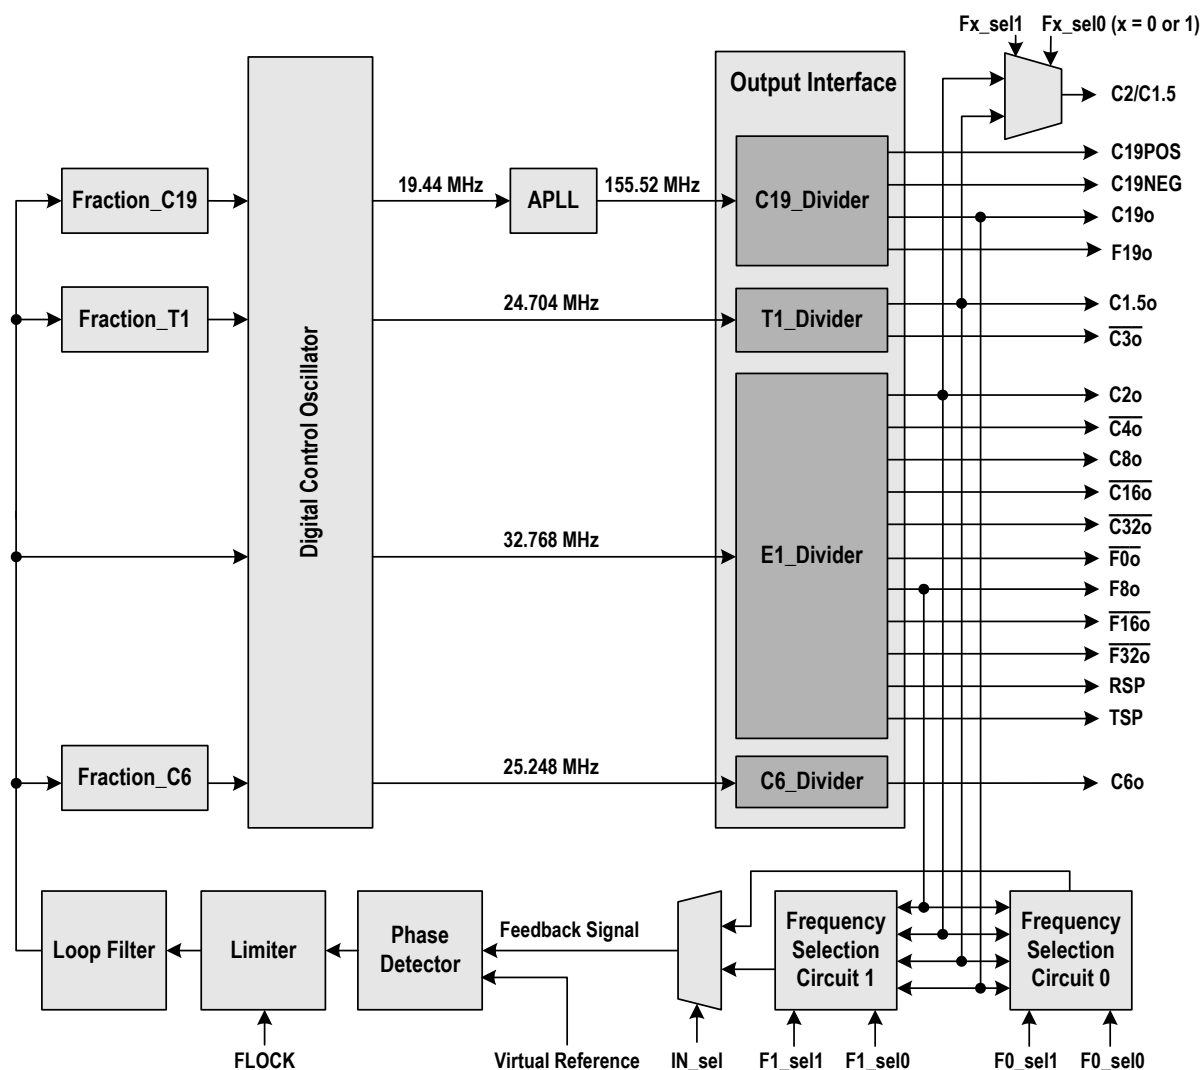 Fx_sel1
Fx_sel0 (x = 0 or 1)
Output Interface
C2/C1.5
C19POS
Fraction_C19
19.44 MHz
APLL
155.52 MHz
C19_Divider
C19NEG
C19o
F19o
Fraction_T1
24.704 MHz
T1_Divider
C1.5o
C3o
Digital Control Oscillator
C2o
C4o
C8o
C16o
C32o
32.768 MHz
E1_Divider
F0o
F8o
F16o
F32o
RSP
TSP
Fraction_C6
25.248 MHz
C6_Divider
C6o
Loop Filter
Limiter
Phase
Detector
Feedback Signal
Frequency
Selection
Circuit 1
Frequency
Selection
Circuit 0
FLOCK
Virtual Reference
IN_sel
F1_sel1
F1_sel0
F0_sel1
F0_sel0